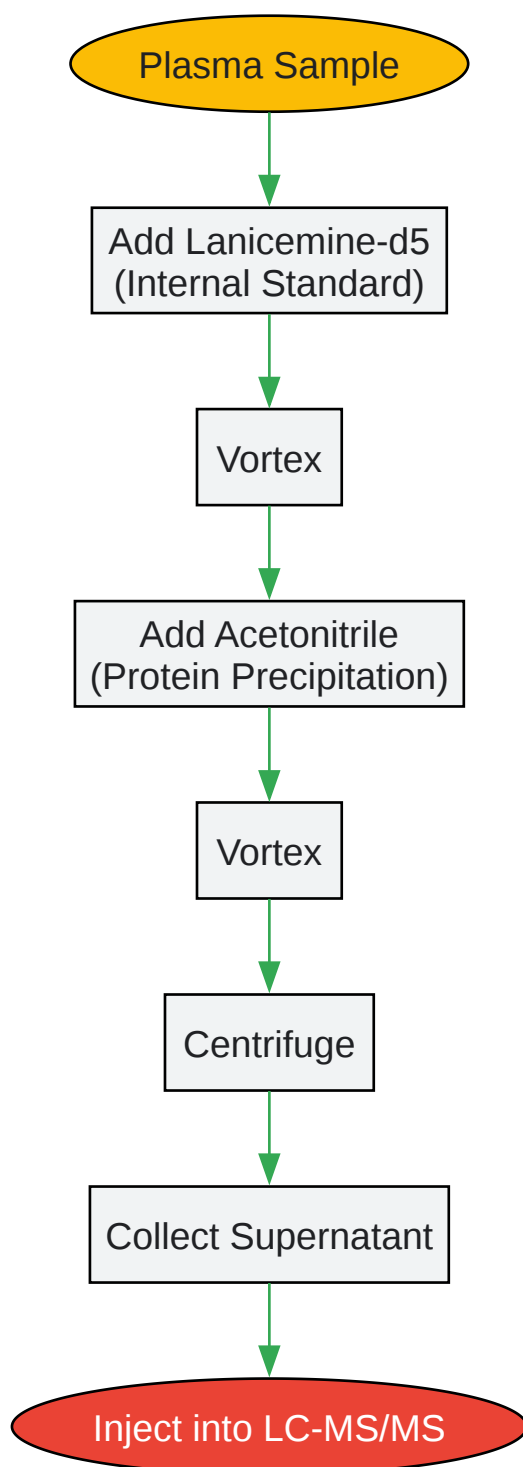 Plasma Sample
Add Lanicemine-d5
(Internal Standard)
Vortex
Add Acetonitrile
(Protein Precipitation)
Vortex
Centrifuge
Collect Supernatant
Inject into LC-MS/MS